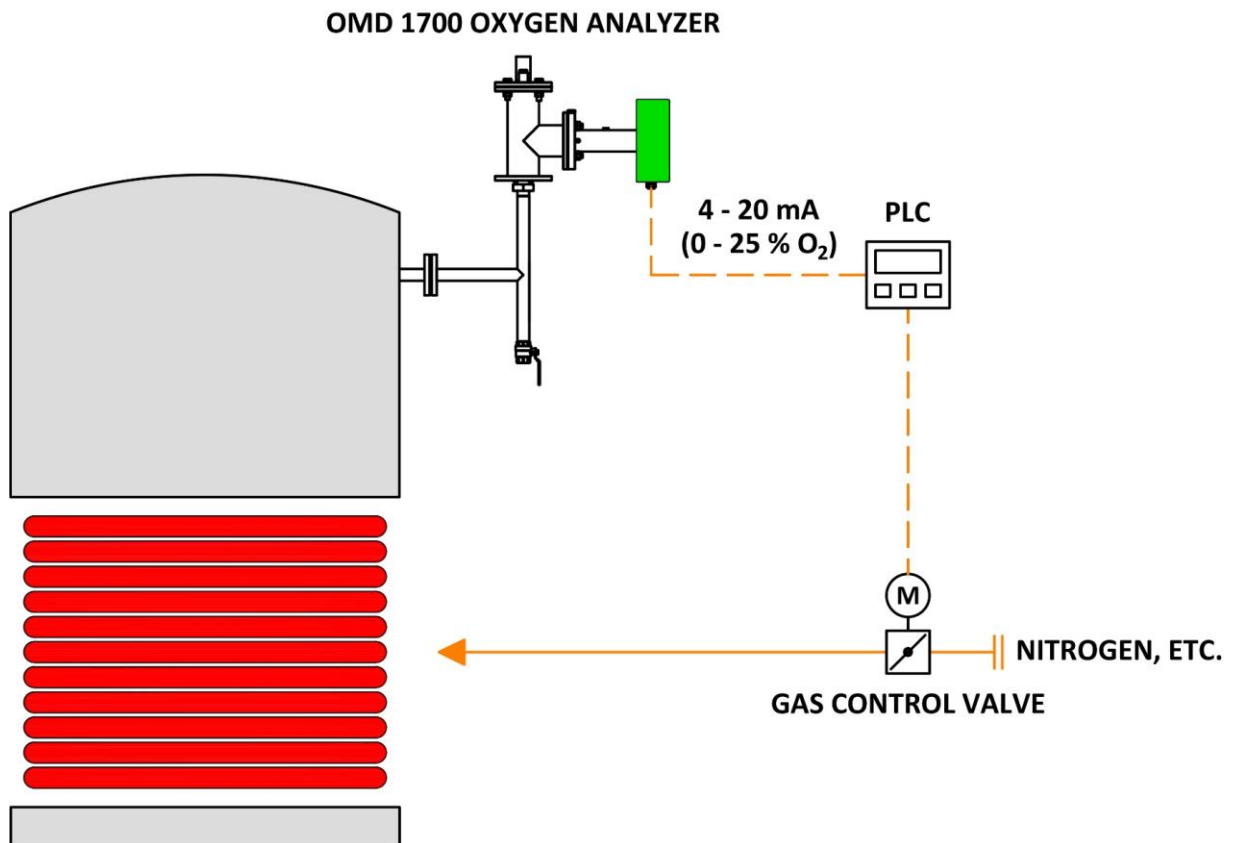 OMD 1700 OXYGEN ANALYZER
4 - 20 mA
(0 - 25 % O₂)
PLC
M
NITROGEN, ETC.
GAS CONTROL VALVE